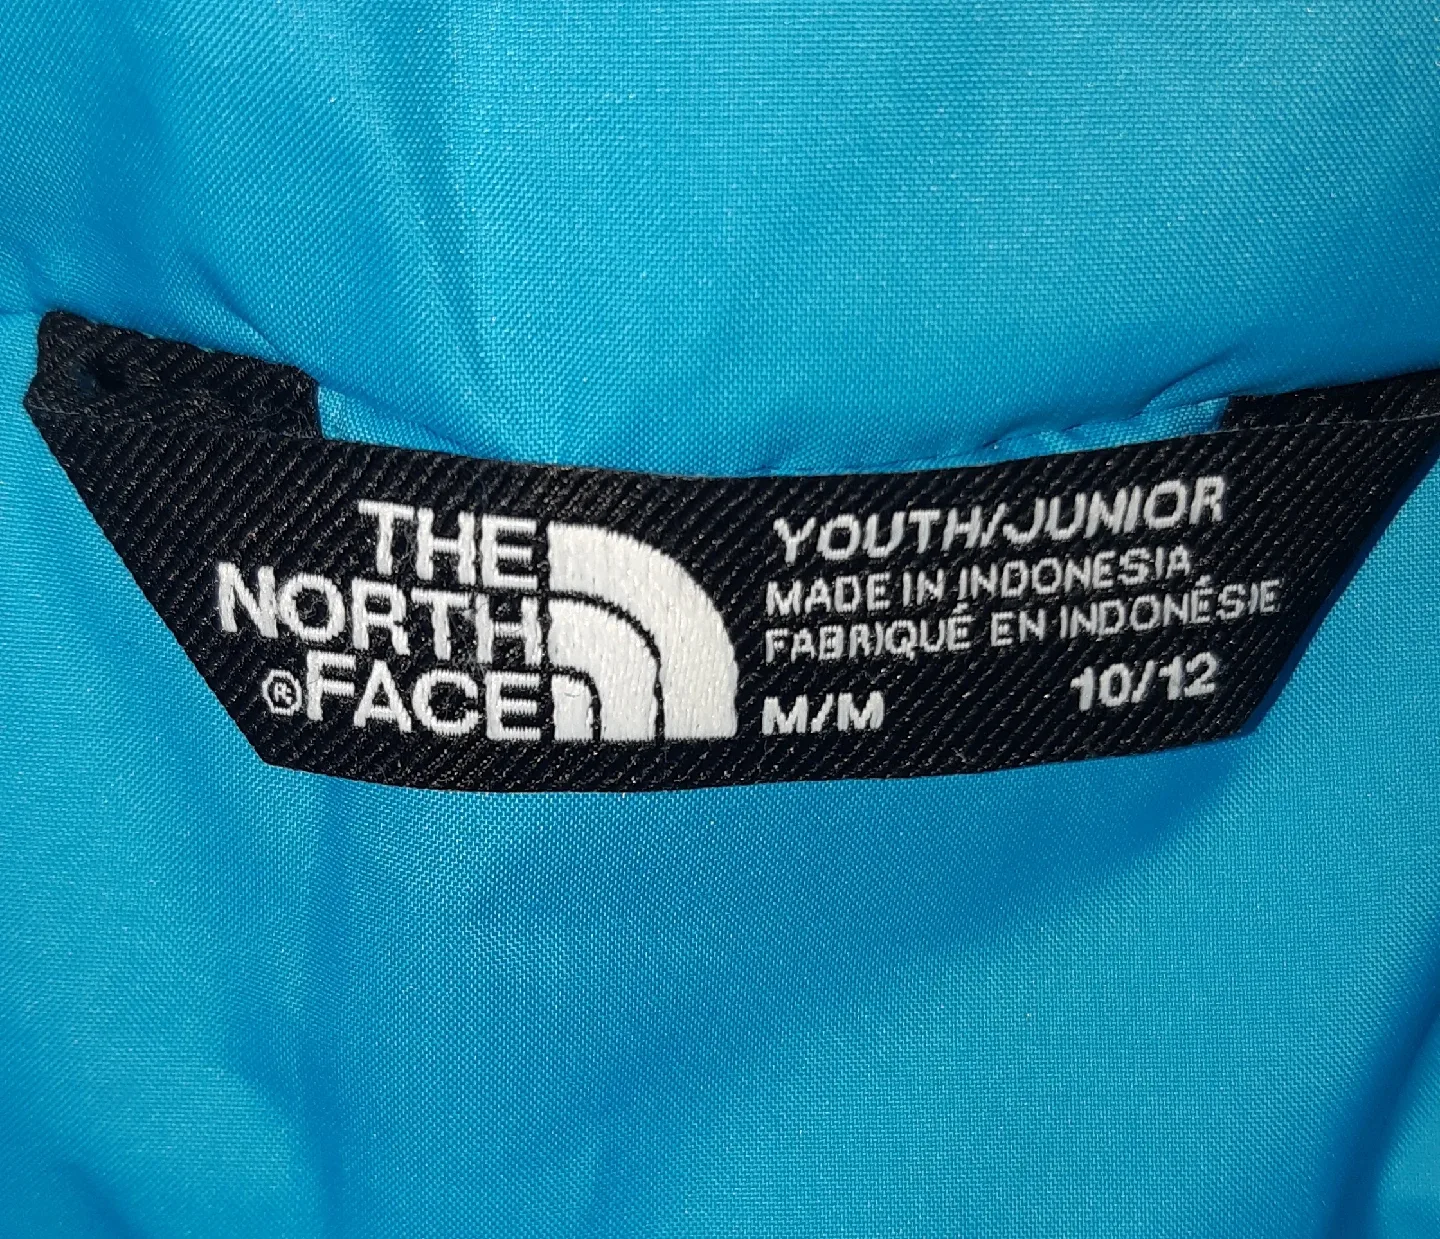 THE
NORTH
®FACE
YOUTH/JUNIOR
MADE IN INDONESIA
FABRIQUÉ EN INDONÉSIE
M/M 10/12